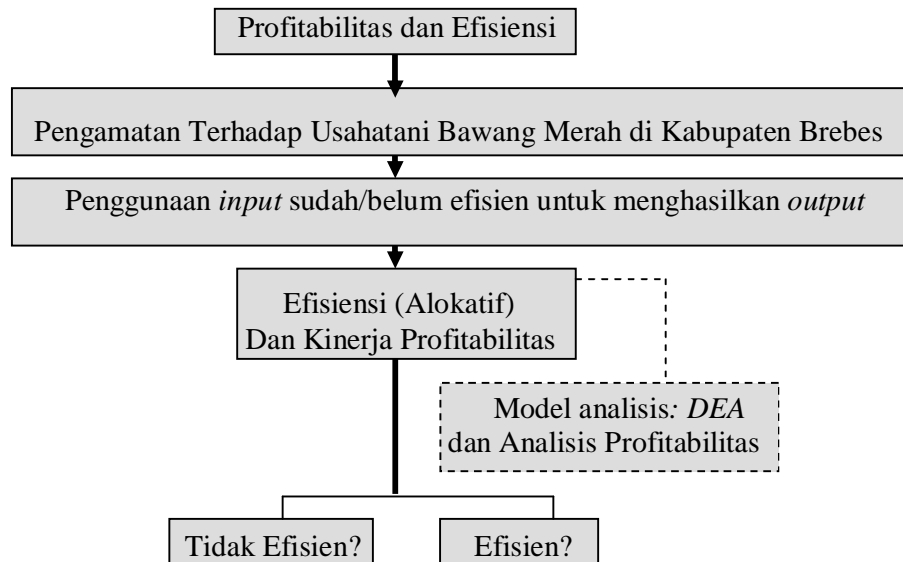 Profitabilitas dan Efisiensi
Pengamatan Terhadap Usahatani Bawang Merah di Kabupaten Brebes
Penggunaan input sudah/belum efisien untuk menghasilkan output
Efisiensi (Alokatif)
Dan Kinerja Profitabilitas
Model analisis: DEA
dan Analisis Profitabilitas
Tidak Efisien?
Efisien?